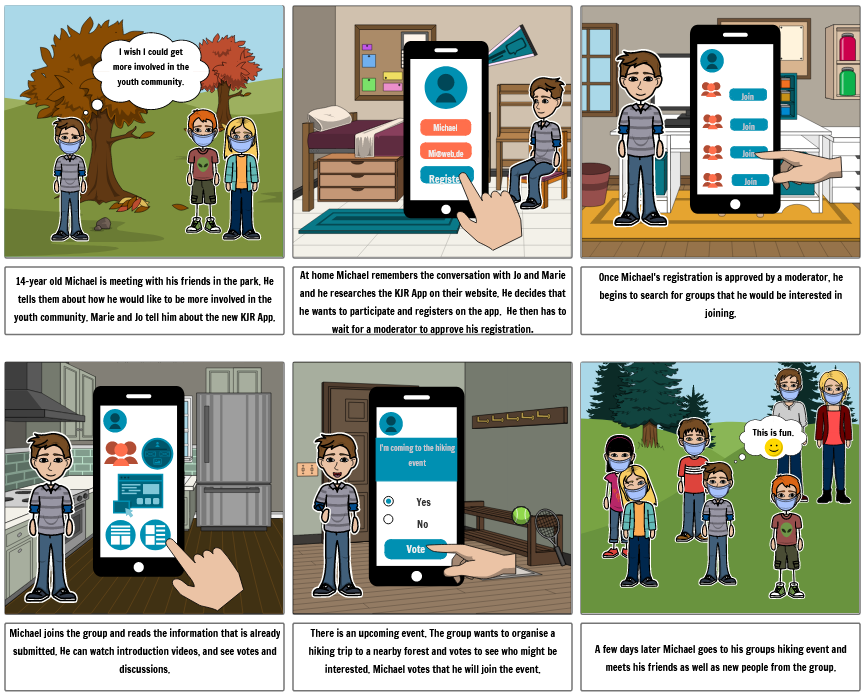 I wish I could get
more involved in the
youth community.
Michael
Mi@web.de
Registe
Join
Join
Join
Join
14-year old Michael is meeting with his friends in the park. He
tells them about how he would like to be more involved in the
youth community. Marie and Jo tell him about the new KJR App.
At home Michael remembers the conversation with Jo and Marie
and he researches the KJR App on their website. He decides that
he wants to participate and registers on the app. He then has to
wait for a moderator to approve his registration.
Once Michael's registration is approved by a moderator, he
begins to search for groups that he would be interested in
joining.
I'm coming to the hiking
event
Yes
No
Vote
This is fun.
Michael joins the group and reads the information that is already
submitted. He can watch introduction videos, and see votes and
discussions.
There is an upcoming event. The group wants to organise a
hiking trip to a nearby forest and votes to see who might be
interested. Michael votes that he will join the event.
A few days later Michael goes to his groups hiking event and
meets his friends as well as new people from the group.